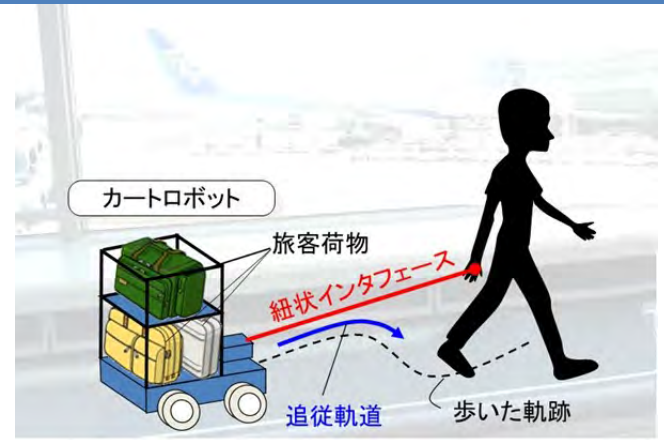 カートロボット
旅客荷物
紐状インタフェース
追従軌道
歩いた軌跡